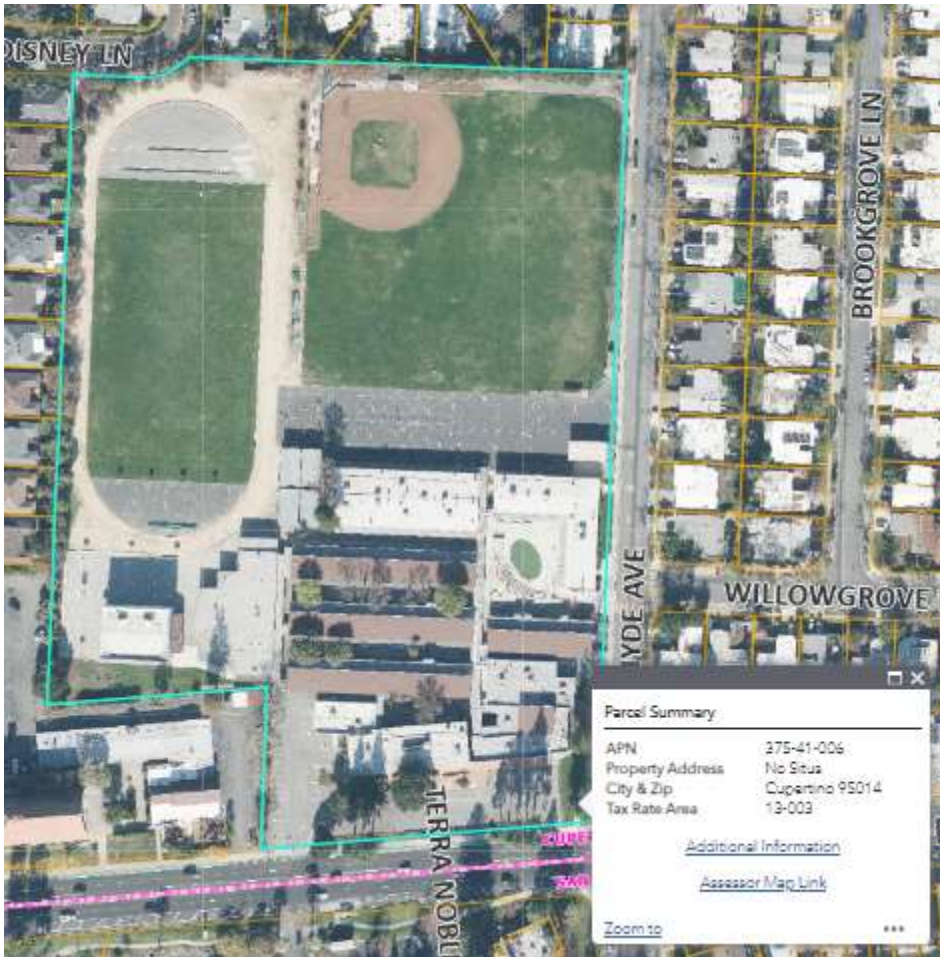 DISNEY LN
BROOKGROVE LN
WILLOWGROVE
YDE AVE
TERRA NOBL
Parcel Summary
APN 375-41-006
Property Address No Situs
City & Zip Cupertino 95014
Tax Rate Area 13-003
Additional Information
Assessor Map Link
Zoom to